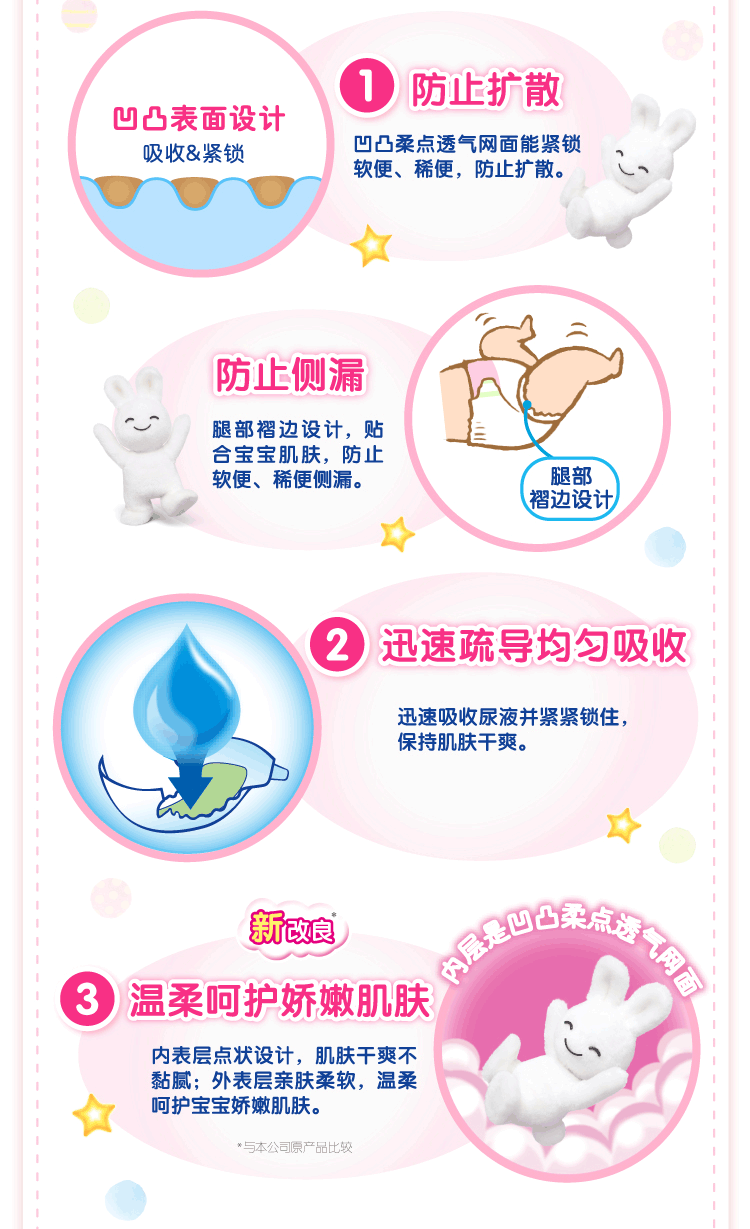 凹凸表面设计
吸收&紧锁
1 防止扩散
凹凸柔点透气网面能紧锁
软便、稀便，防止扩散。
防止侧漏
腿部褶边设计，贴
合宝宝肌肤，防止
软便、稀便侧漏。
腿部
褶边设计
2 迅速疏导均匀吸收
迅速吸收尿液并紧紧锁住，
保持肌肤干爽。
新改良*
内层是凹凸柔点透气网面
3 温柔呵护娇嫩肌肤
内表层点状设计，肌肤干爽不
黏腻；外表层亲肤柔软，温柔
呵护宝宝娇嫩肌肤。
*与本公司原产品比较